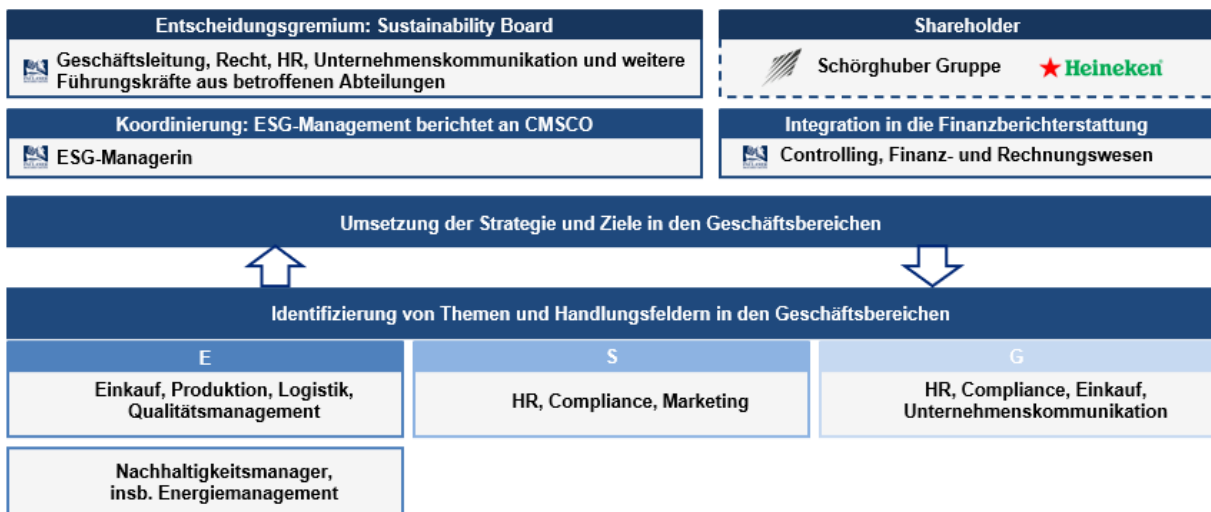 Entscheidungsgremium: Sustainability Board
Geschäftsleitung, Recht, HR, Unternehmenskommunikation und weitere
Führungskräfte aus betroffenen Abteilungen
Shareholder
Schörghuber Gruppe
Heineken
Koordinierung: ESG-Management berichtet an CMSCO
ESG-Managerin
Integration in die Finanzberichterstattung
Controlling, Finanz- und Rechnungswesen
Umsetzung der Strategie und Ziele in den Geschäftsbereichen
Identifizierung von Themen und Handlungsfeldern in den Geschäftsbereichen
E
Einkauf, Produktion, Logistik,
Qualitätsmanagement
S
HR, Compliance, Marketing
G
HR, Compliance, Einkauf,
Unternehmenskommunikation
Nachhaltigkeitsmanager,
insb. Energiemanagement